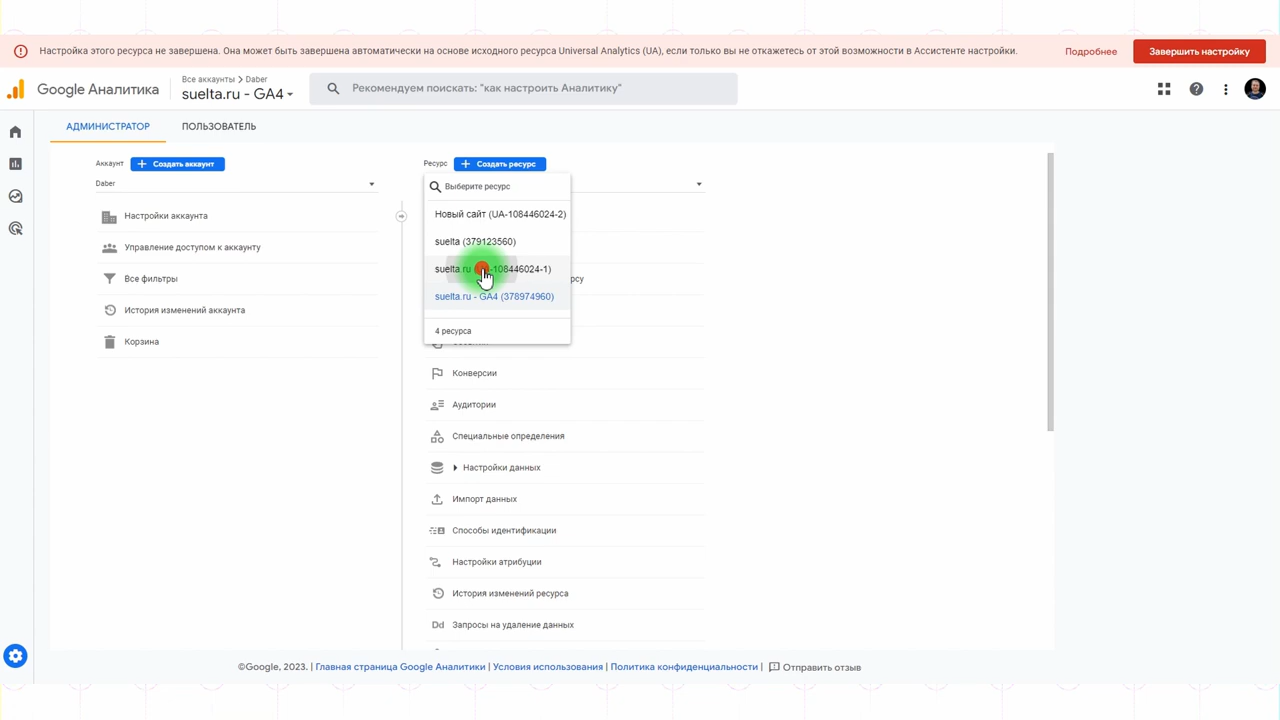 Настройка этого ресурса не завершена. Она может быть завершена автоматически на основе исходного ресурса Universal Analytics (UA), если только вы не откажетесь от этой возможности в Ассистенте настройки.
Подробнее
Завершить настройку
Google Аналитика
Все аккаунты > Daber
suelta.ru - GA4
Рекомендуем поискать: "как настроить Аналитику"
АДМИНИСТРАТОР
ПОЛЬЗОВАТЕЛЬ
Аккаунт
+ Создать аккаунт
Daber
Настройки аккаунта
Управление доступом к аккаунту
Все фильтры
История изменений аккаунта
Корзина
Ресурс
+ Создать ресурс
Выберите ресурс
Новый сайт (UA-108446024-2)
suelta (379123560)
suelta.ru -108446024-1)
suelta.ru - GA4 (378974960)
4 ресурса
Конверсии
Аудитории
Специальные определения
Настройки данных
Импорт данных
Способы идентификации
Настройки атрибуции
История изменений ресурса
Dd Запросы на удаление данных
©Google, 2023. | Главная страница Google Аналитики | Условия использования | Политика конфиденциальности | Отправить отзыв